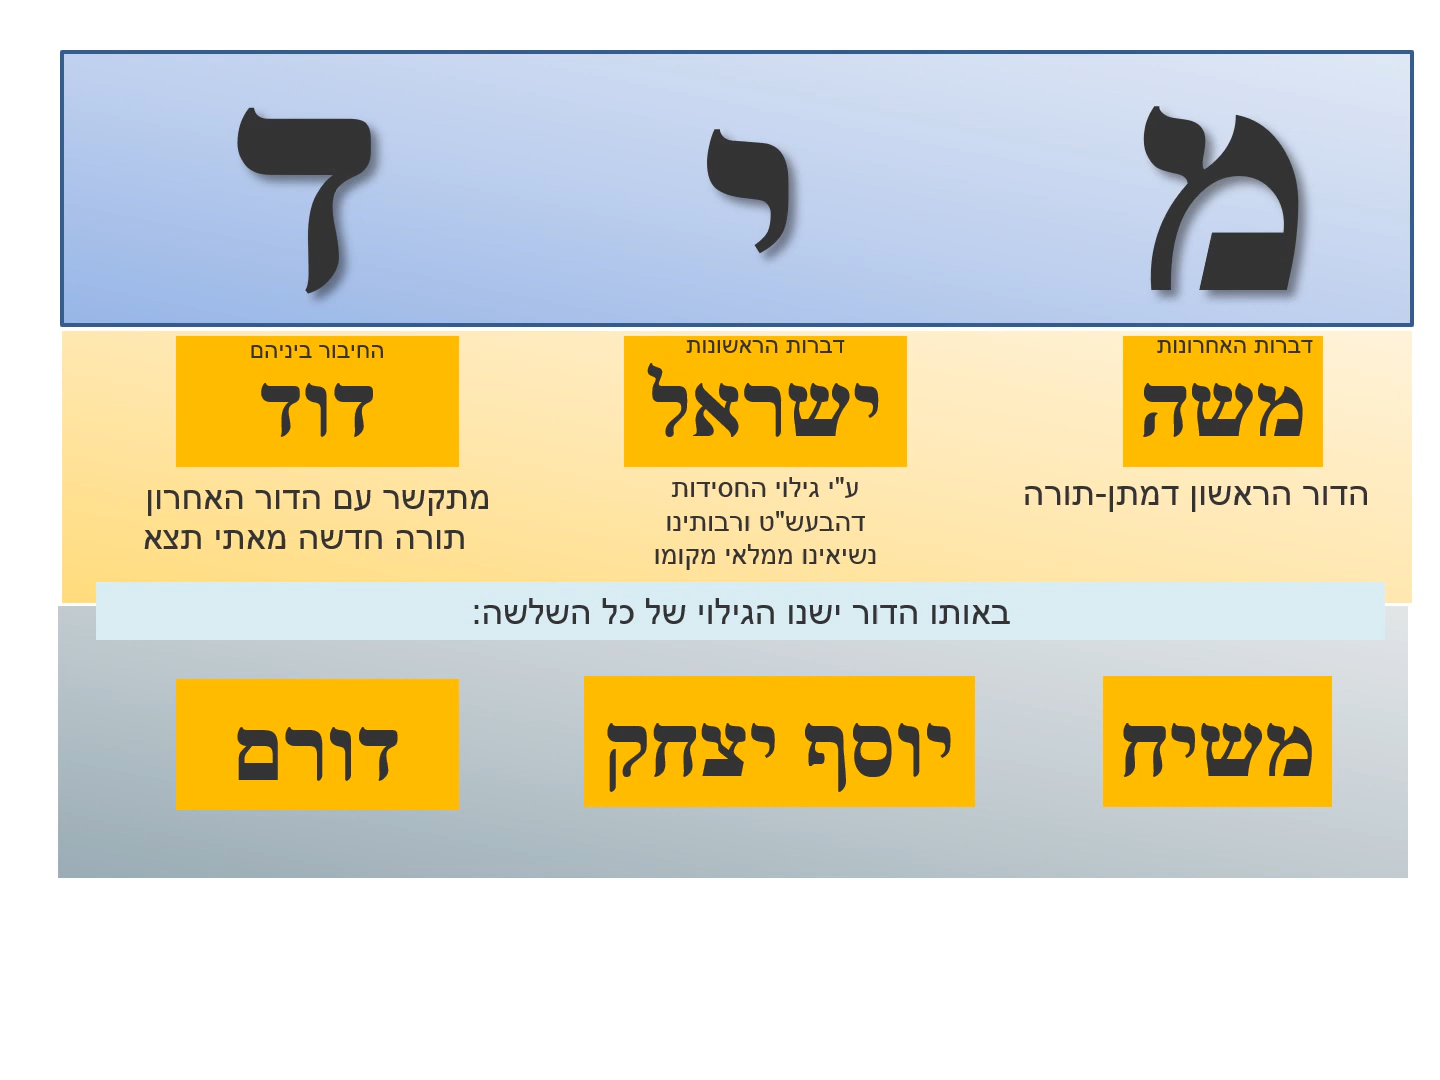 מ י ד
דברות האחרונות
משה
הדור הראשון דמתן-תורה
דברות הראשונות
ישראל
ע"י גילוי החסידות
דהבעש"ט ורבותינו
נשיאינו ממלאי מקומו
החיבור ביניהם
דוד
מתקשר עם הדור האחרון
תורה חדשה מאתי תצא
באותו הדור ישנו הגילוי של כל השלשה:
משיח
יוסף יצחק
דורם